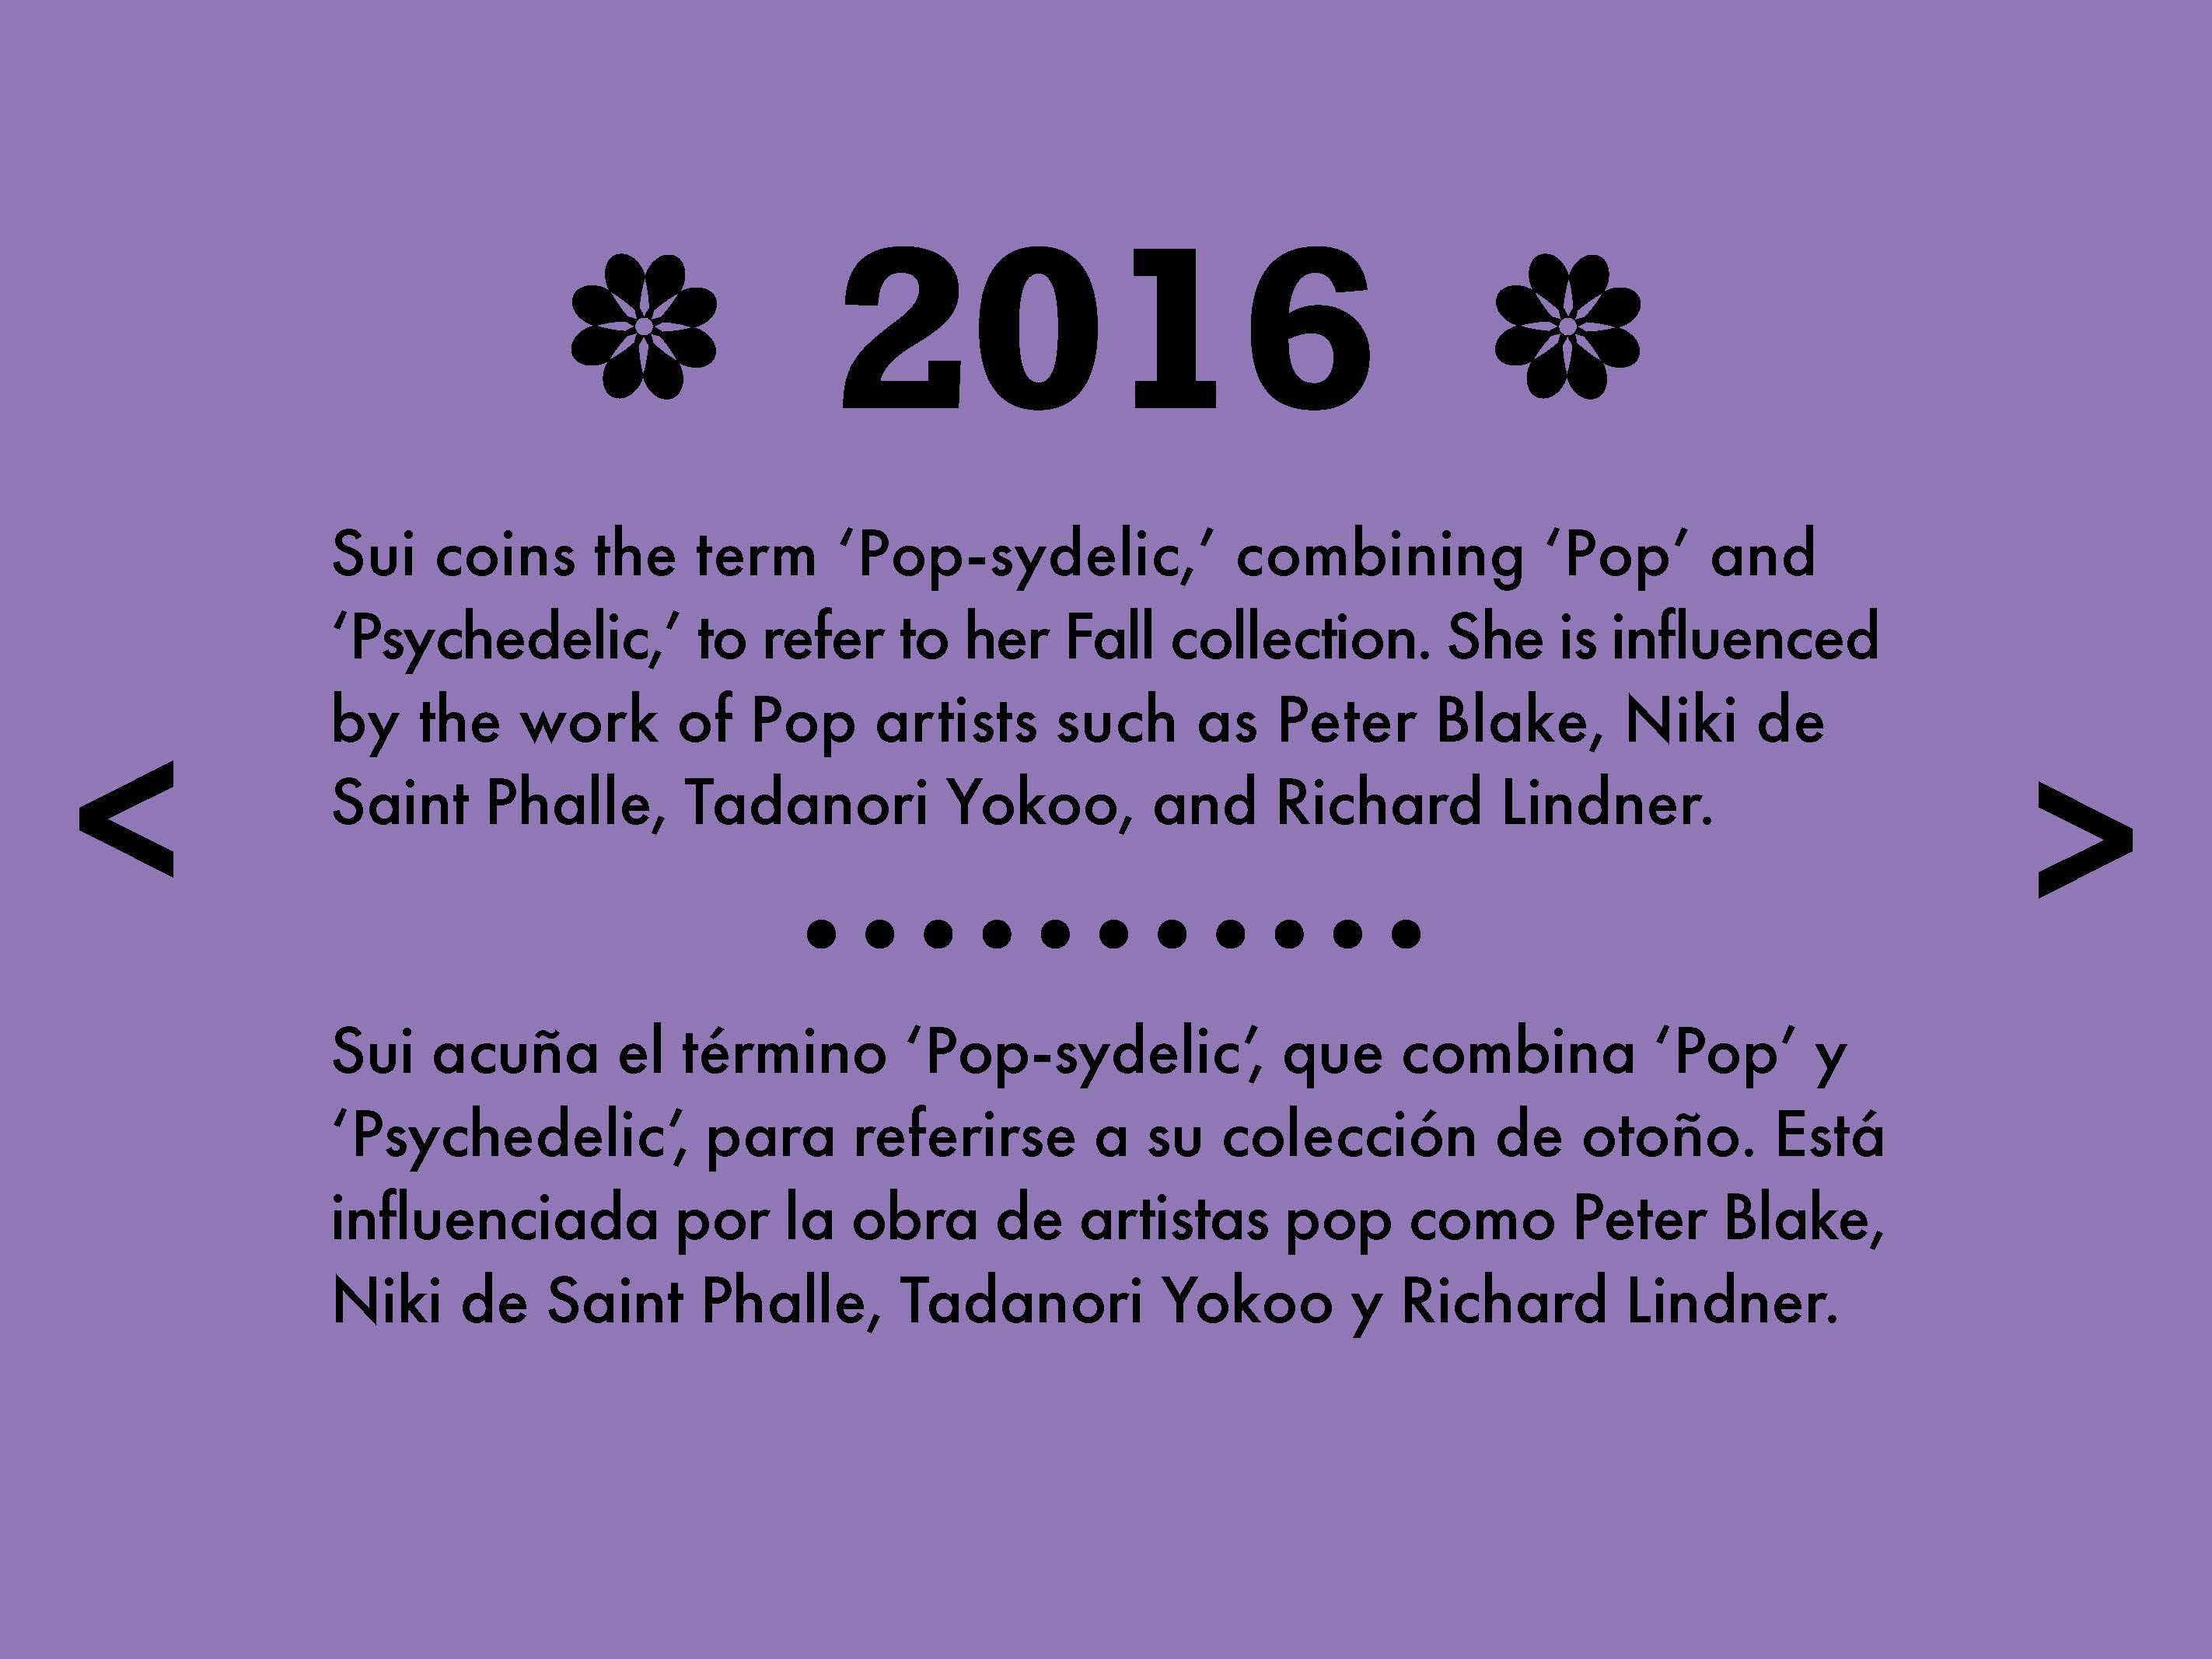 2016
Sui coins the term ‘Pop-sydelic,’ combining ‘Pop’ and
‘Psychedelic,’ to refer to her Fall collection. She is influenced
by the work of Pop artists such as Peter Blake, Niki de
Saint Phalle, Tadanori Yokoo, and Richard Lindner.
< >
Sui acuña el término ‘Pop-sydelic’, que combina ‘Pop’ y
‘Psychedelic’, para referirse a su colección de otoño. Está
influenciada por la obra de artistas pop como Peter Blake,
Niki de Saint Phalle, Tadanori Yokoo y Richard Lindner.